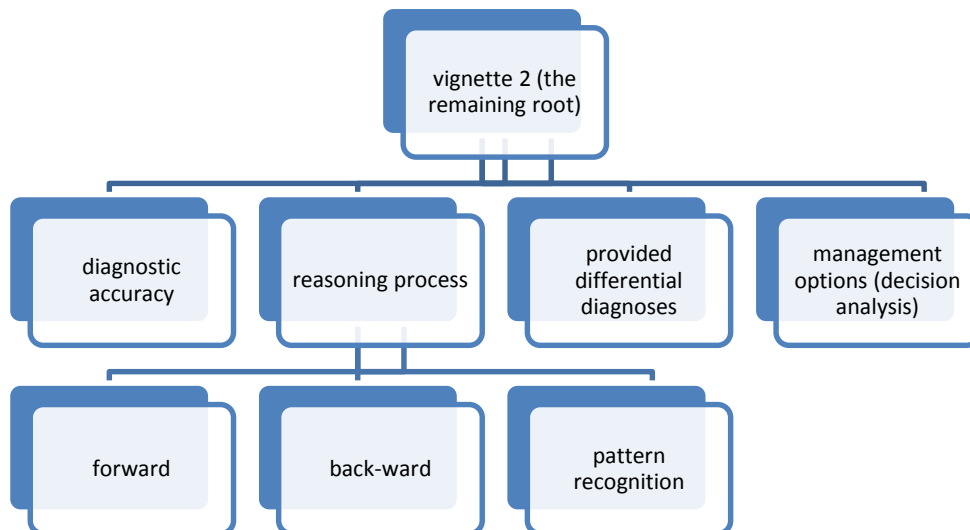 vignette 2 (the
remaining root)
diagnostic
accuracy
reasoning process
provided
differential
diagnoses
management
options (decision
analysis)
forward
back-ward
pattern
recognition